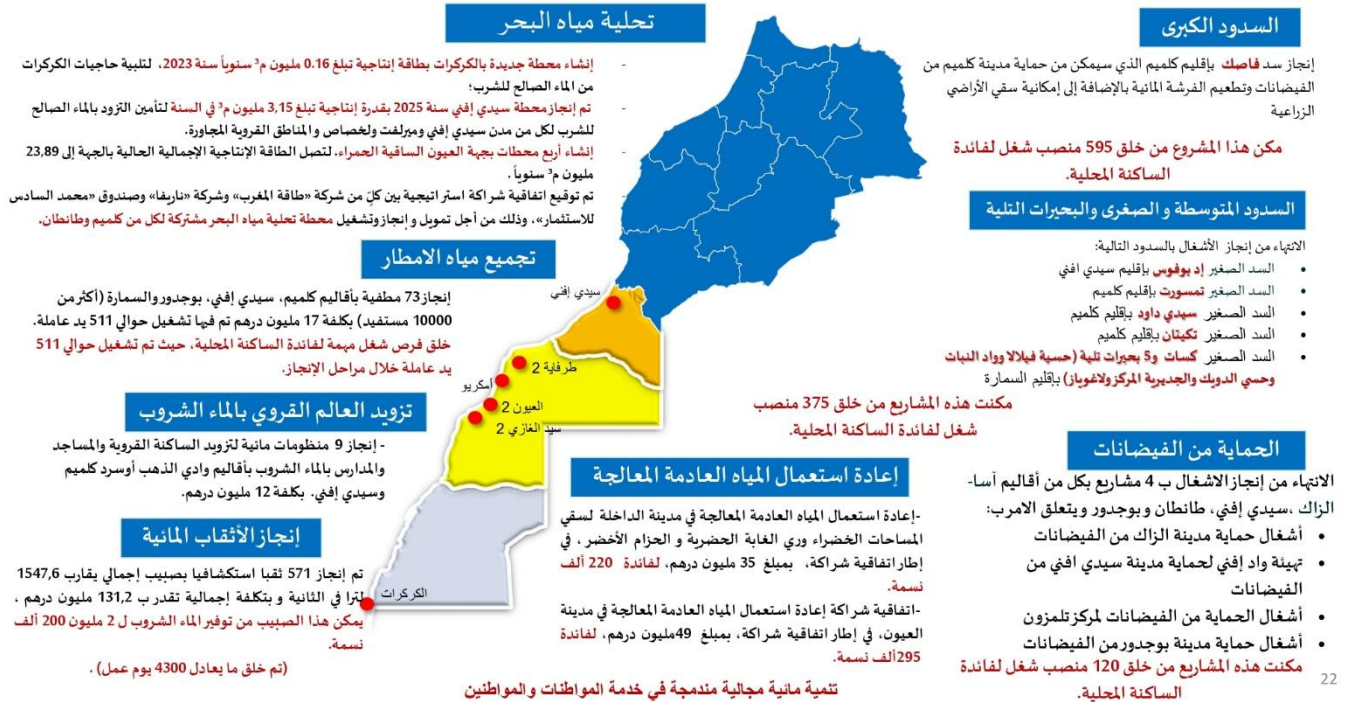 السدود الكبرى
إنجاز سد فاصك بإقليم كلميم الذي سيمكن من حماية مدينة كلميم من
الفيضانات وتطعيم الفرشة المائية بالإضافة إلى إمكانية سقي الأراضي
الزراعية
مكن هذا المشروع من خلق 595 منصب شغل لفائدة
الساكنة المحلية.
السدود المتوسطة و الصغرى والبحيرات التلية
الانتهاء من إنجاز الأشغال بالسدود التالية:
• السد الصغير إد بوفوس بإقليم سيدي افني
• السد الصغير تمسورت بإقليم كلميم
• السد الصغير سيدي داود بإقليم كلميم
• السد الصغير تكيتان بإقليم كلميم
• السد الصغير كسات و5 بحيرات تلية (حسية فيلالا وواد النبات
وحسي الدويك والجديرية المركز ولاغوباز) بإقليم السمارة
مكنت هذه المشاريع من خلق 375 منصب
شغل لفائدة الساكنة المحلية.
الحماية من الفيضانات
الانتهاء من إنجاز الاشغال ب 4 مشاريع بكل من أقاليم آسا-
الزاك ،سيدي إفني، طانطان و بوجدور ويتعلق الامرب:
• أشغال حماية مدينة الزاك من الفيضانات
• تهيئة واد إفني لحماية مدينة سيدي افني من
الفيضانات
• أشغال الحماية من الفيضانات لمركز تلمزون
• أشغال حماية مدينة بوجدور من الفيضانات
مكنت هذه المشاريع من خلق 120 منصب شغل لفائدة
الساكنة المحلية.
22
تحلية مياه البحر
- إنشاء محطة جديدة بالكركرات بطاقة إنتاجية تبلغ 0.16 مليون م³ سنوياً سنة 2023، لتلبية حاجيات الكركرات
من الماء الصالح للشرب؛
- تم إنجاز محطة سيدي إفني سنة 2025 بقدرة إنتاجية تبلغ 3,15 مليون م³ في السنة لتأمين التزود بالماء الصالح
للشرب لكل من مدن سيدي إفني وميرلفت ولخصاص والمناطق القروية المجاورة.
- إنشاء أربع محطات بجهة العيون الساقية الحمراء. لتصل الطاقة الإنتاجية الإجمالية الحالية بالجهة إلى 23,89
مليون م³ سنوياً .
- تم توقيع اتفاقية شراكة استراتيجية بين كلّ من شركة «طاقة المغرب» وشركة «ناريفا» وصندوق «محمد السادس
للاستثمار»، وذلك من أجل تمويل و إنجاز وتشغيل محطة تحلية مياه البحر مشتركة لكل من كلميم وطانطان.
تجميع مياه الامطار
إنجاز 73 مطفية بأقاليم كلميم، سيدي إفني، بوجدور والسمارة (أكثر من
10000 مستفيد) بكلفة 17 مليون درهم تم فيها تشغيل حوالي 511 يد عاملة.
خلق فرص شغل مهمة لفائدة الساكنة المحلية، حيث تم تشغيل حوالي 511
يد عاملة خلال مراحل الإنجاز.
تزويد العالم القروي بالماء الشروب
- إنجاز 9 منظومات مائية لتزويد الساكنة القروية والمساجد
والمدارس بالماء الشروب بأقاليم وادي الذهب أوسرد كلميم
وسيدي إفني. بكلفة 12 مليون درهم.
إنجاز الأثقاب المائية
تم إنجاز 571 ثقبا استكشافيا بصبيب إجمالي يقارب 1547,6
لترا في الثانية و بتكلفة إجمالية تقدر ب 131,2 مليون درهم ،
يمكن هذا الصبيب من توفير الماء الشروب ل 2 مليون 200 ألف
نسمة.
(تم خلق ما يعادل 4300 يوم عمل) .
سيدي إفني
طرفاية 2
أمكريو
العيون 2
سيد الغازي 2
الكركرات
إعادة استعمال المياه العادمة المعالجة
-إعادة استعمال المياه العادمة المعالجة في مدينة الداخلة لسقي
المساحات الخضراء وري الغابة الحضرية و الحزام الأخضر ، في
إطار اتفاقية شراكة، بمبلغ 35 مليون درهم، لفائدة 220 ألف
نسمة.
-اتفاقية شراكة إعادة استعمال المياه العادمة المعالجة في مدينة
العيون، في إطار اتفاقية شراكة، بمبلغ 49مليون درهم، لفائدة
295ألف نسمة.
تنمية مائية مجالية مندمجة في خدمة المواطنات والمواطنين